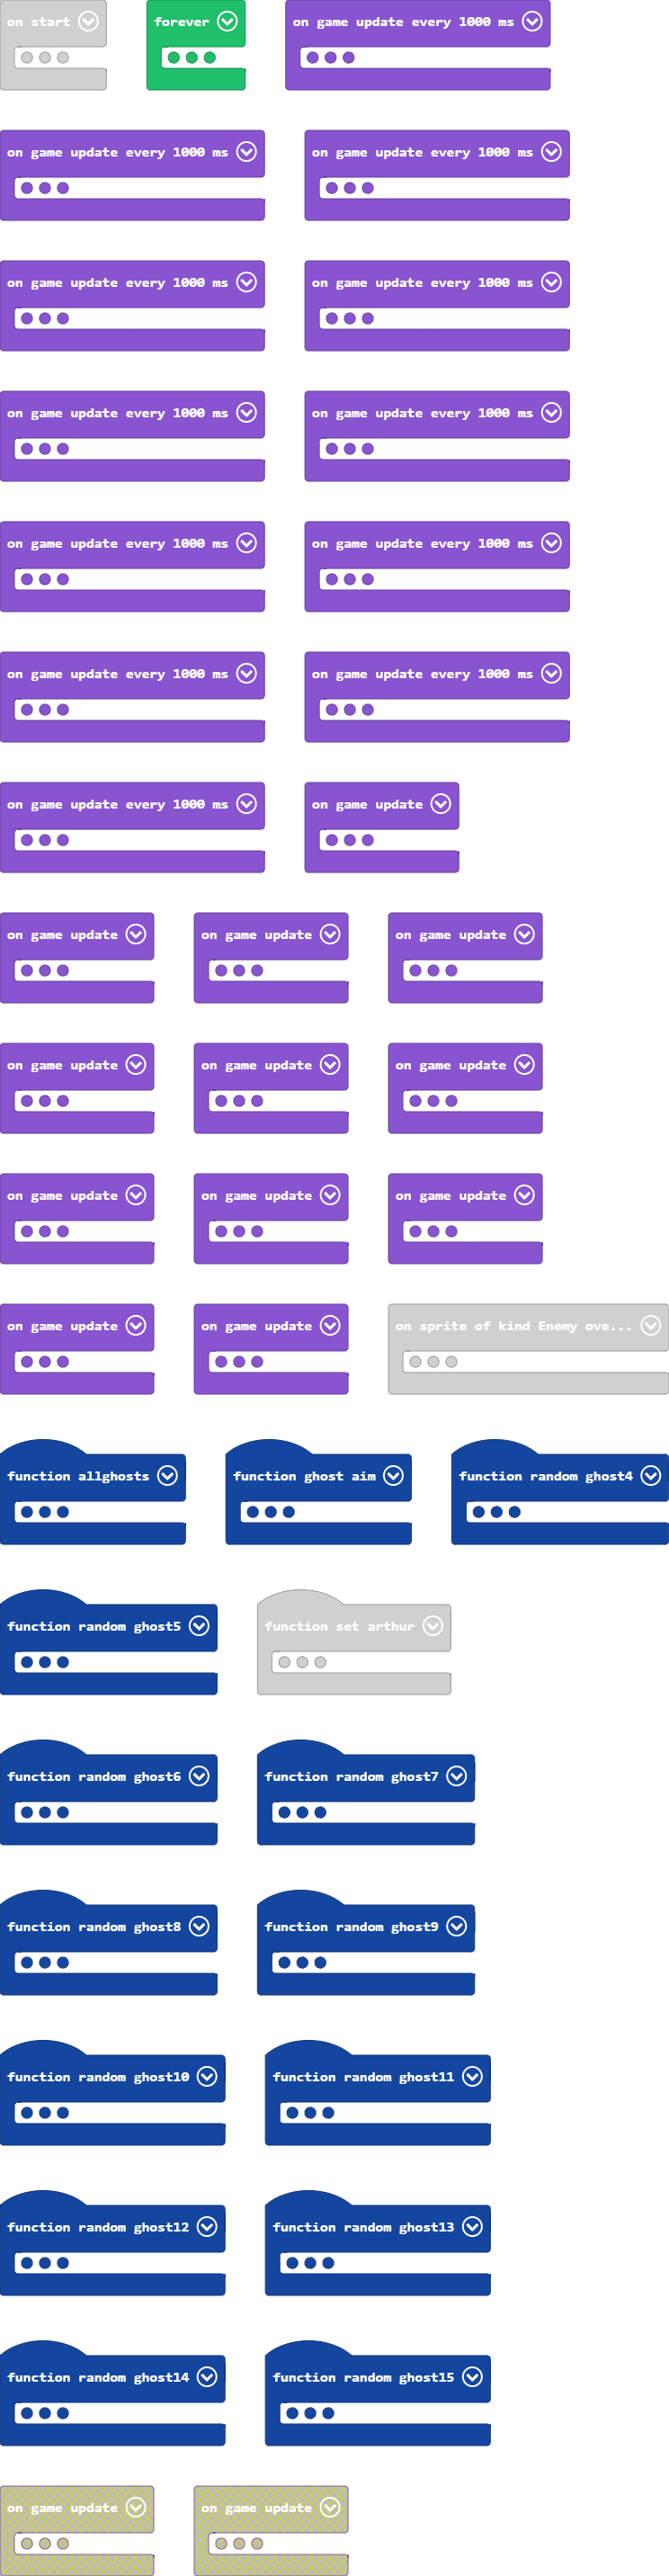 on start
forever
on game update every 1000 ms
on game update every 1000 ms
on game update every 1000 ms
on game update every 1000 ms
on game update every 1000 ms
on game update every 1000 ms
on game update every 1000 ms
on game update every 1000 ms
on game update every 1000 ms
on game update every 1000 ms
on game update every 1000 ms
on game update every 1000 ms
on game update
on game update
on game update
on game update
on game update
on game update
on game update
on game update
on game update
on game update
on game update
on game update
on sprite of kind Enemy ove...
function allghosts
function ghost aim
function random ghost4
function random ghost5
function set arthur
function random ghost6
function random ghost7
function random ghost8
function random ghost9
function random ghost10
function random ghost11
function random ghost12
function random ghost13
function random ghost14
function random ghost15
on game update
on game update